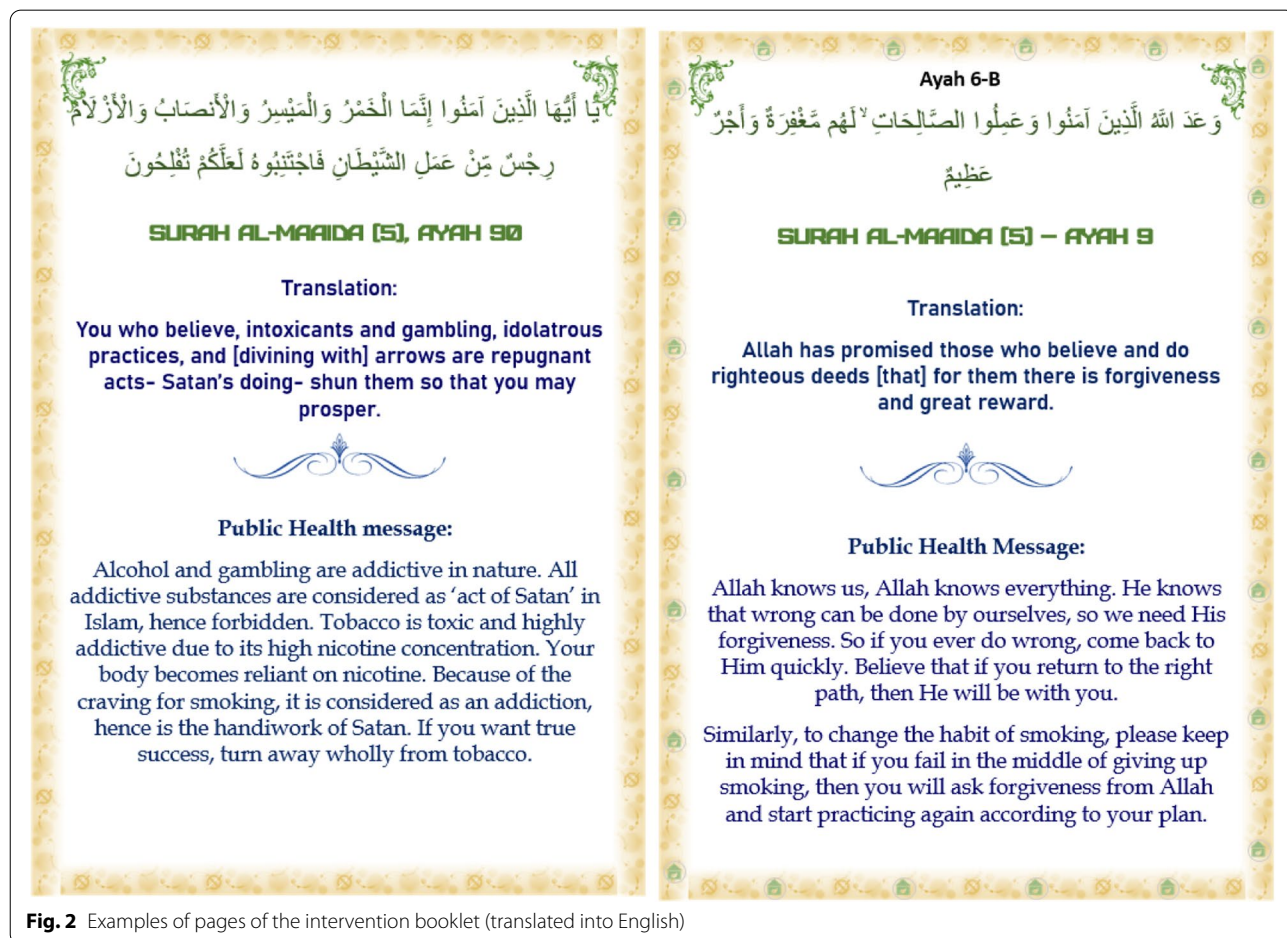 يَا أَيُّهَا الَّذِينَ آمَنُوا إِنَّمَا الْخَمْرُ وَالْمَيْسِرُ وَالْأَنصَابُ وَالْأَزْلَامُ
رِجْسٌ مِّنْ عَمَلِ الشَّيْطَانِ فَاجْتَنِبُوهُ لَعَلَّكُمْ تُفْلِحُونَ
SURAH AL-MAAIDA (5), AYAH 90
Translation:
You who believe, intoxicants and gambling, idolatrous
practices, and [divining with] arrows are repugnant
acts- Satan's doing- shun them so that you may
prosper.
Public Health message:
Alcohol and gambling are addictive in nature. All
addictive substances are considered as 'act of Satan' in
Islam, hence forbidden. Tobacco is toxic and highly
addictive due to its high nicotine concentration. Your
body becomes reliant on nicotine. Because of the
craving for smoking, it is considered as an addiction,
hence is the handiwork of Satan. If you want true
success, turn away wholly from tobacco.
Ayah 6-B
وَعَدَ اللَّهُ الَّذِينَ آمَنُوا وَعَمِلُوا الصَّالِحَاتِ ۙ لَهُم مَّغْفِرَةٌ وَأَجْرٌ
عَظِيمٌ
SURAH AL-MAAIDA (5) – AYAH 9
Translation:
Allah has promised those who believe and do
righteous deeds [that] for them there is forgiveness
and great reward.
Public Health Message:
Allah knows us, Allah knows everything. He knows
that wrong can be done by ourselves, so we need His
forgiveness. So if you ever do wrong, come back to
Him quickly. Believe that if you return to the right
path, then He will be with you.
Similarly, to change the habit of smoking, please keep
in mind that if you fail in the middle of giving up
smoking, then you will ask forgiveness from Allah
and start practicing again according to your plan.
Fig. 2 Examples of pages of the intervention booklet (translated into English)